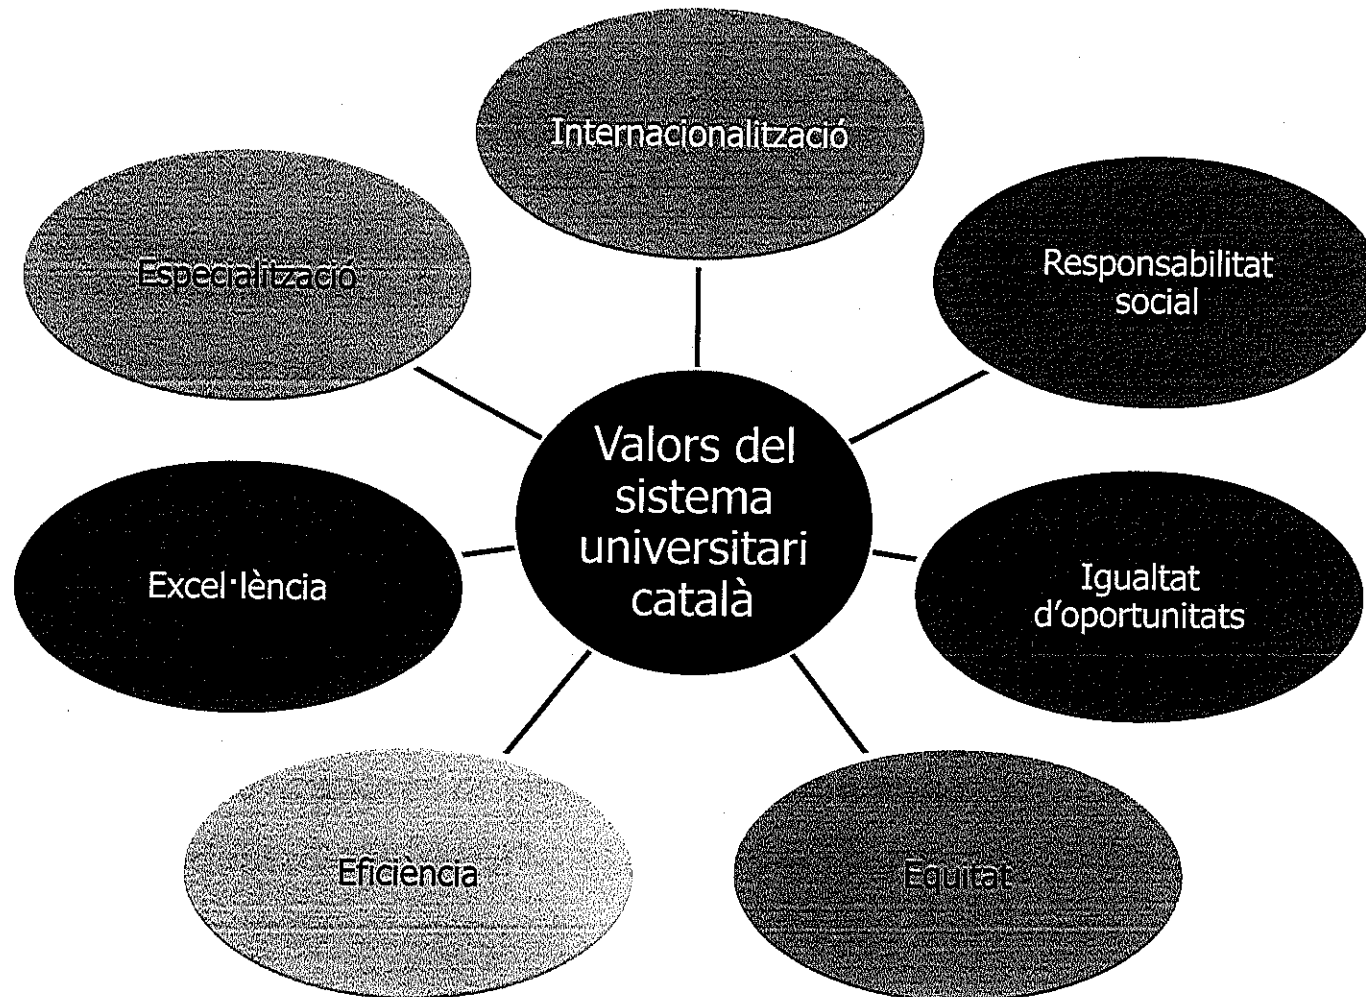 Internacionalització
Especialització
Responsabilitat
social
Valors del
sistema
universitari
català
Excel·lència
Igualtat
d'oportunitats
Eficiència
Equitat